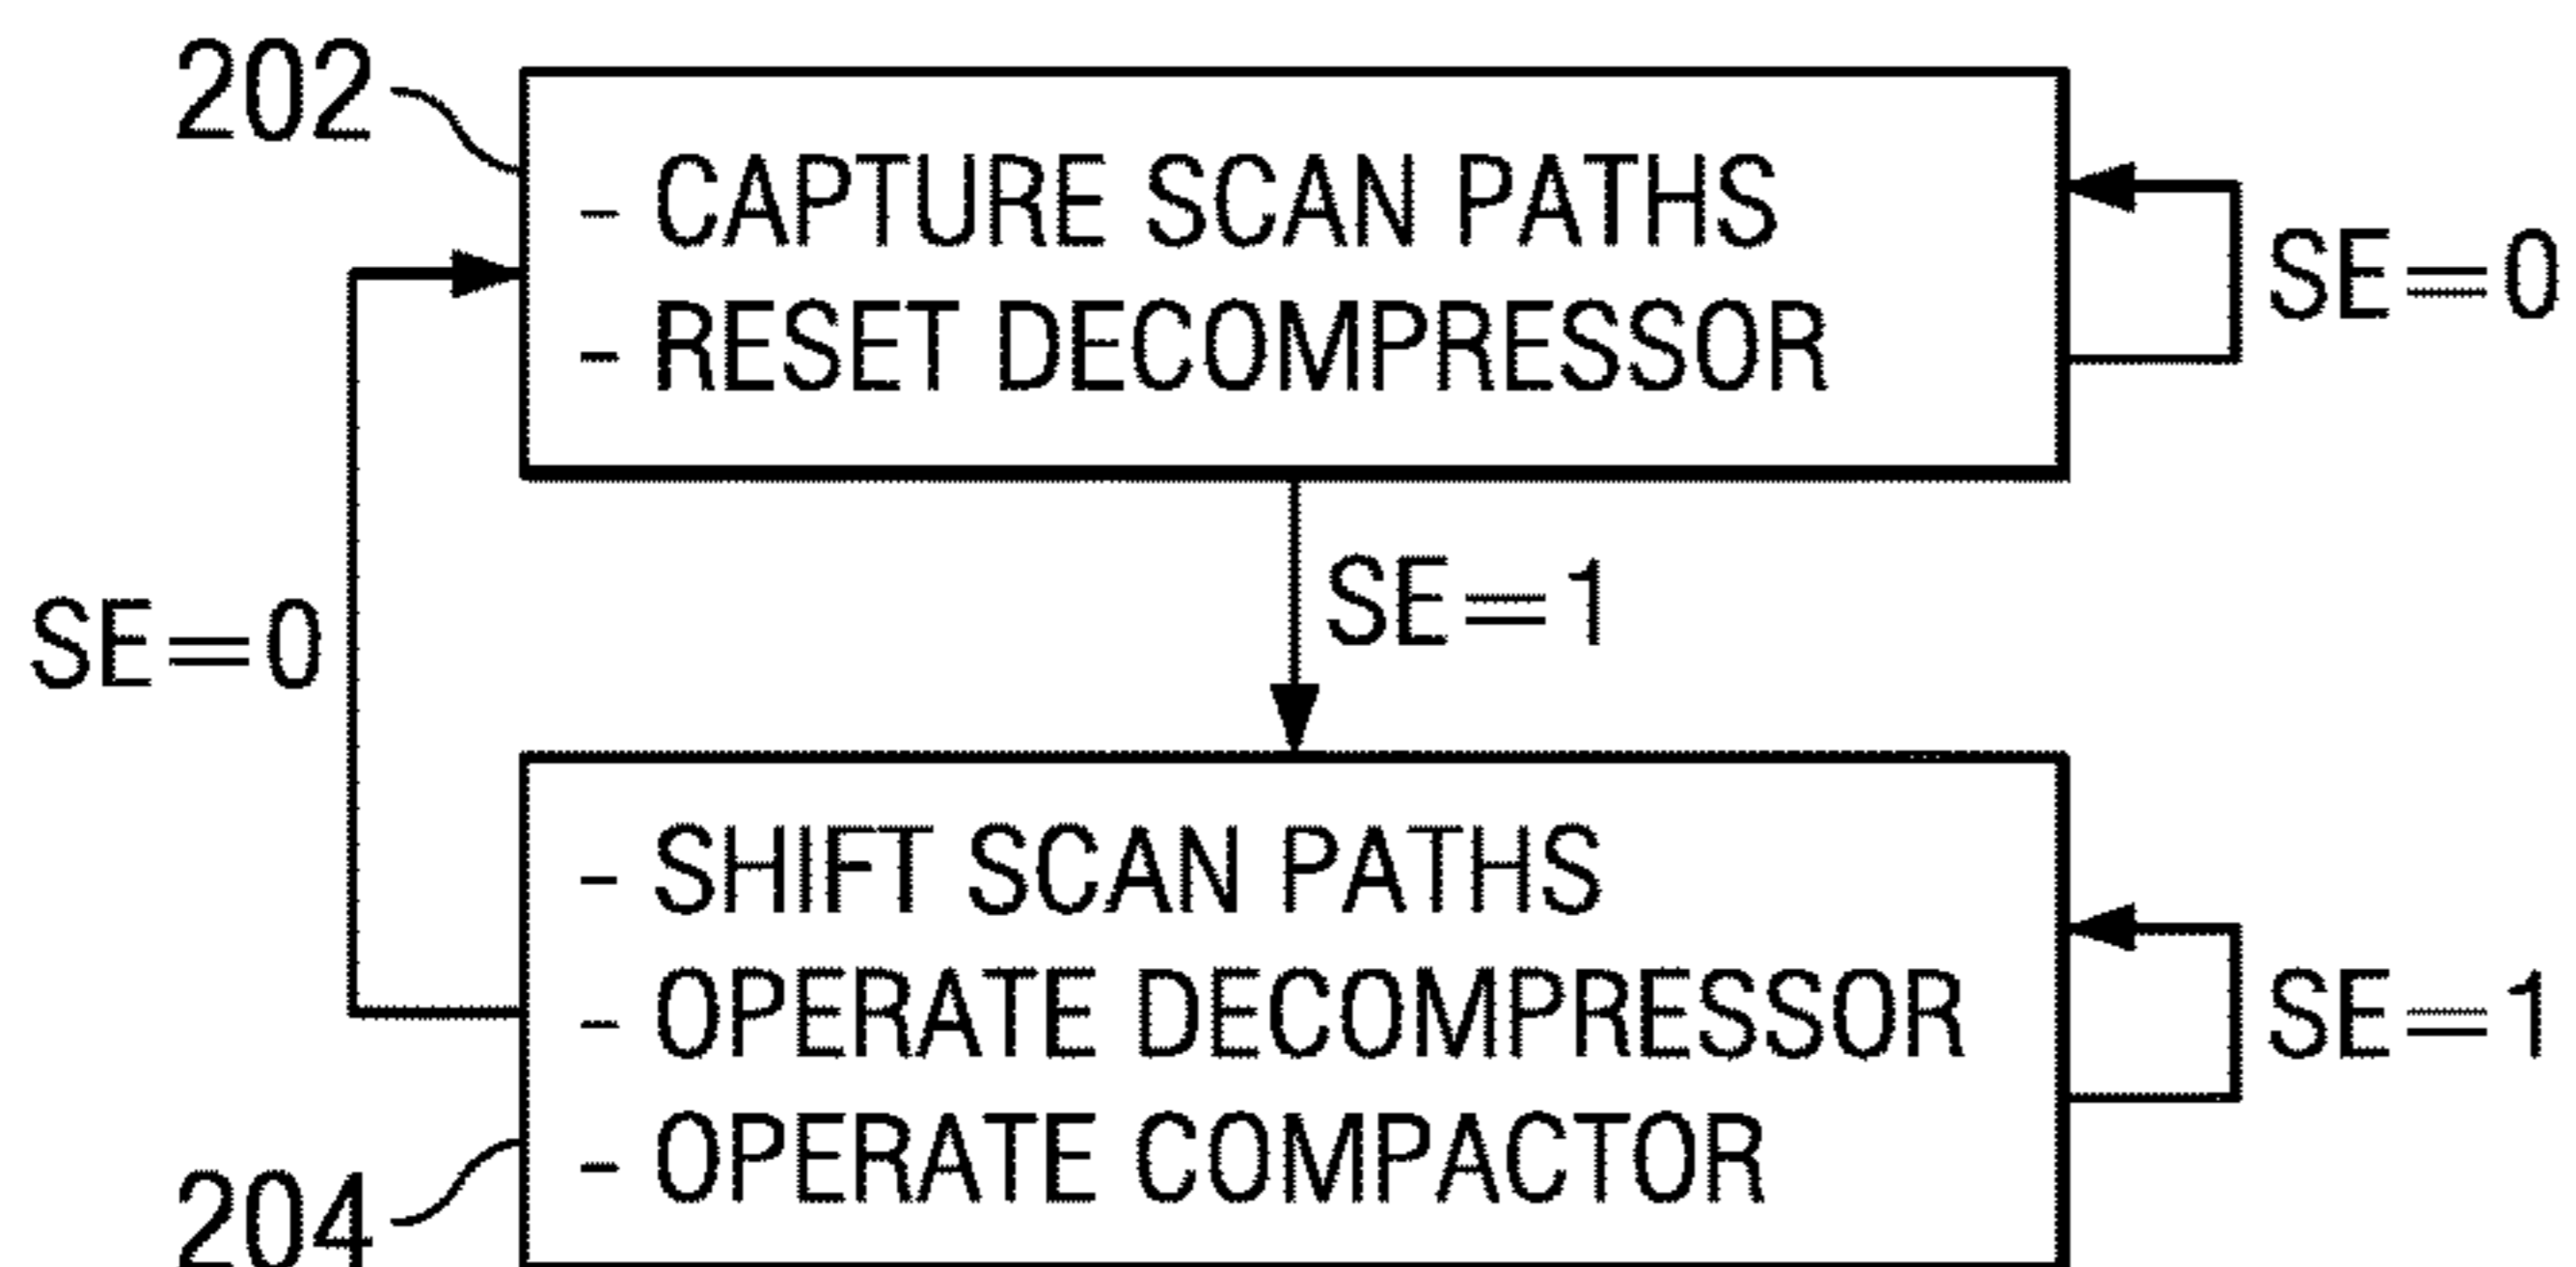 202
- CAPTURE SCAN PATHS
- RESET DECOMPRESSOR
SE=0
SE=0
SE=1
- SHIFT SCAN PATHS
- OPERATE DECOMPRESSOR
- OPERATE COMPACTOR
SE=1
204